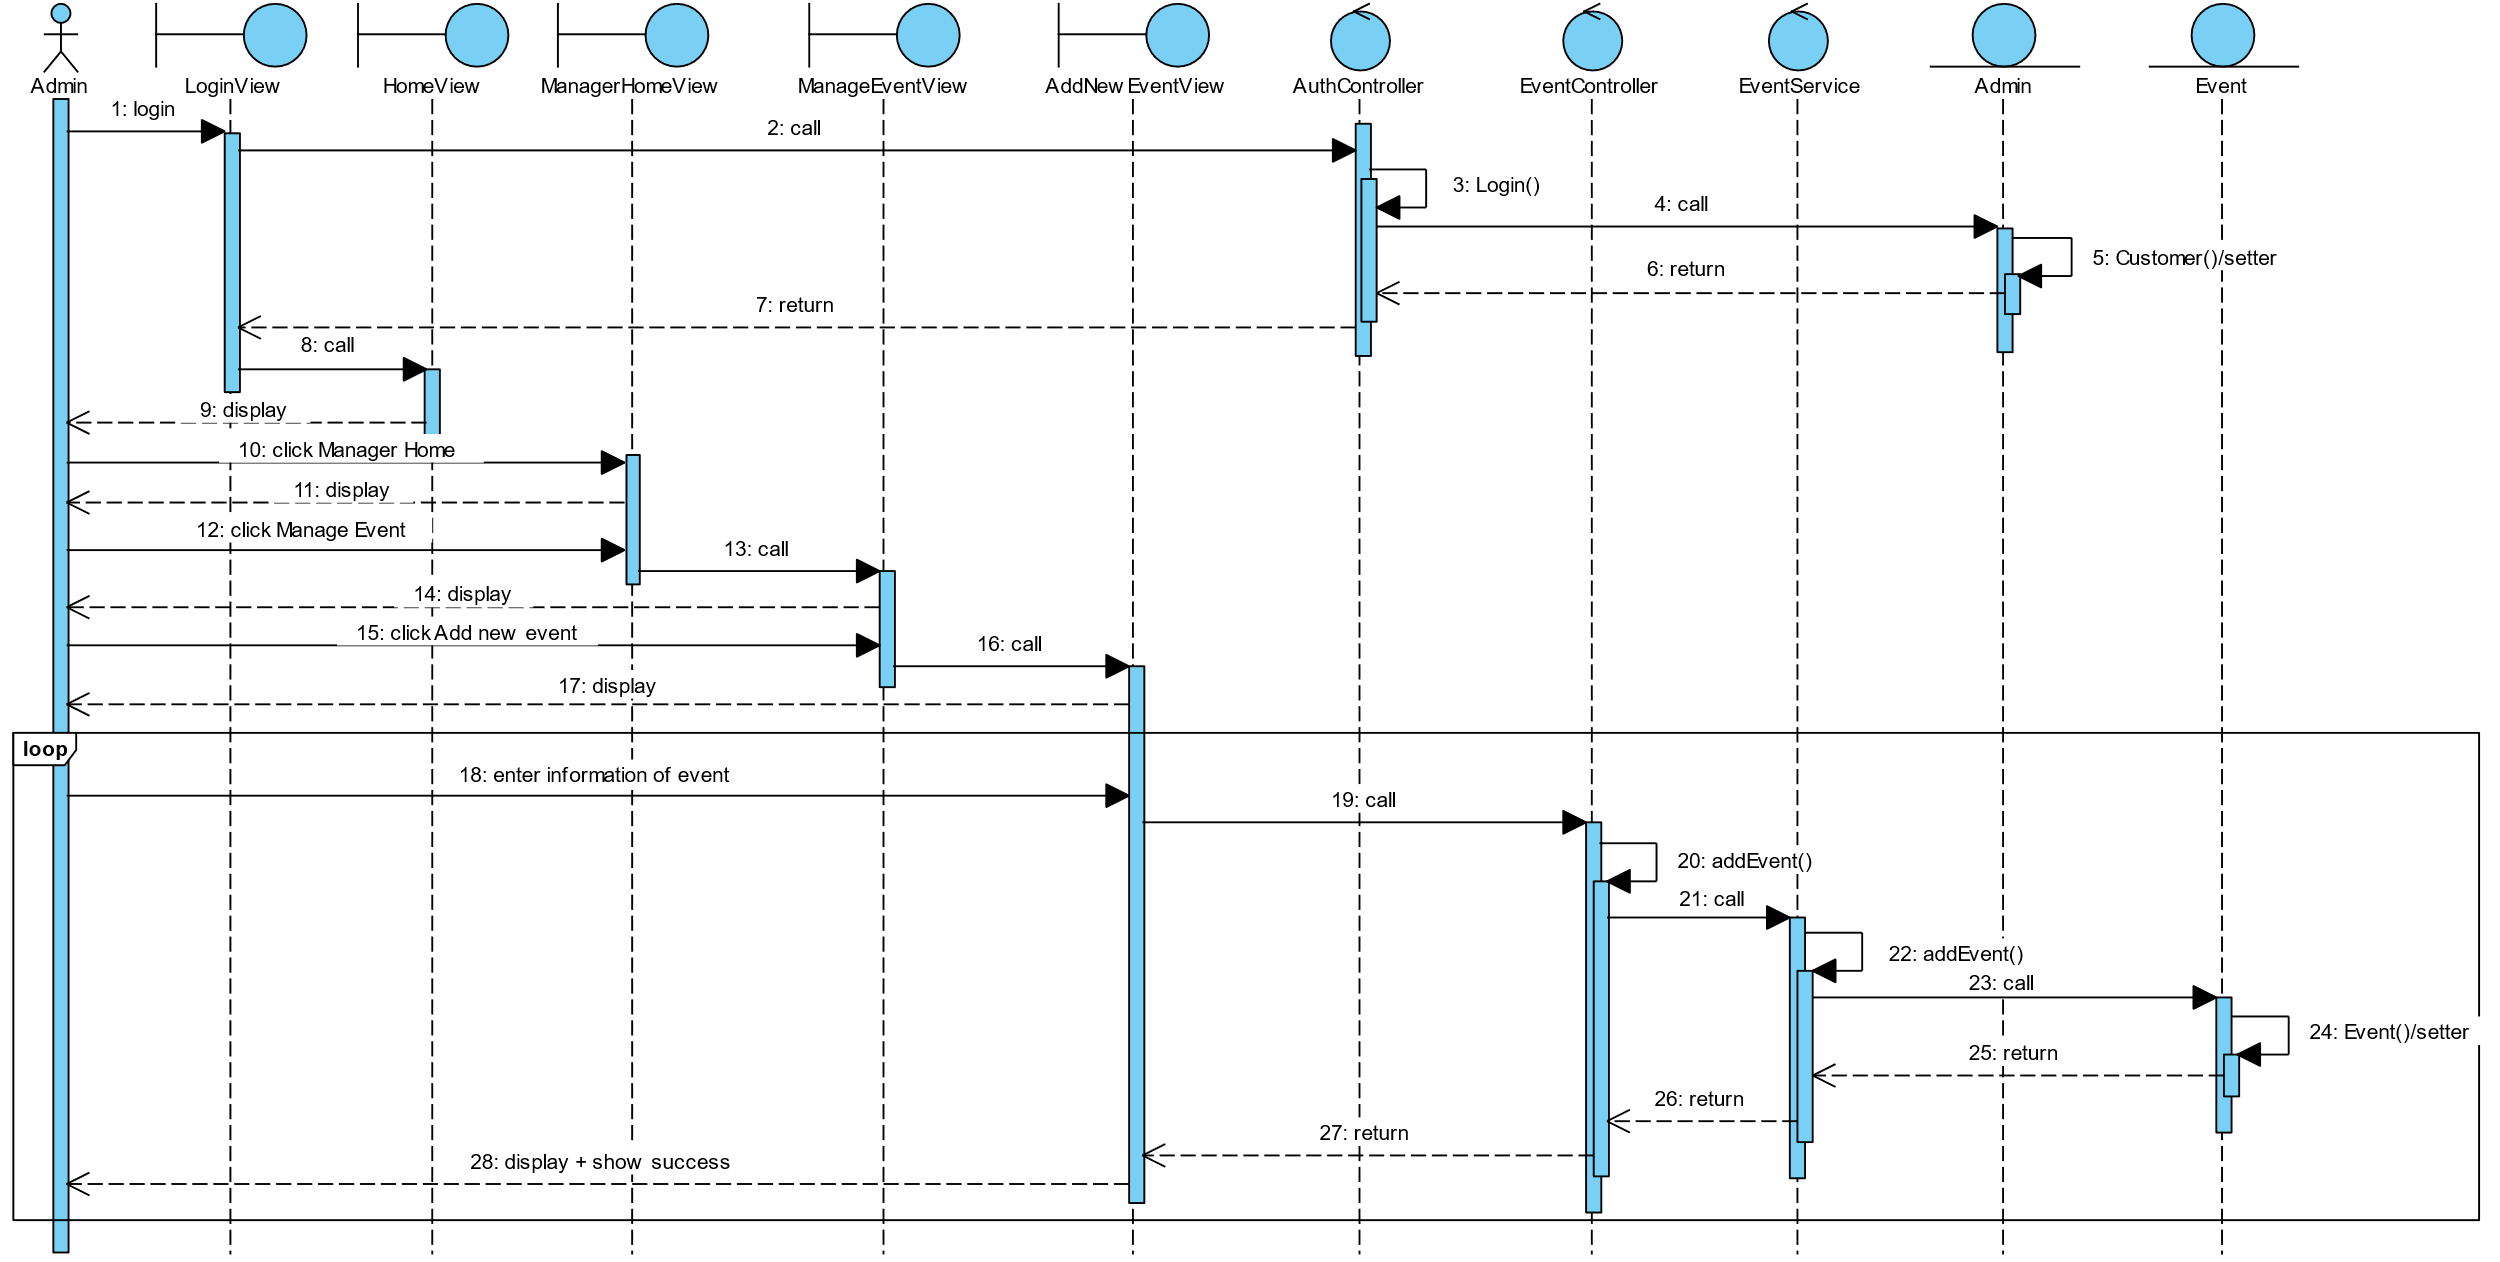 Admin
LoginView
HomeView
ManagerHomeView
ManageEventView
AddNewEventView
AuthController
EventController
EventService
Admin
Event
1: login
2: call
3: Login()
4: call
5: Customer()/setter
6: return
7: return
8: call
9: display
10: click Manager Home
11: display
12: click Manage Event
13: call
14: display
15: click Add new event
16: call
17: display
loop
18: enter information of event
19: call
20: addEvent()
21: call
22: addEvent()
23: call
24: Event()/setter
25: return
26: return
27: return
28: display + show success